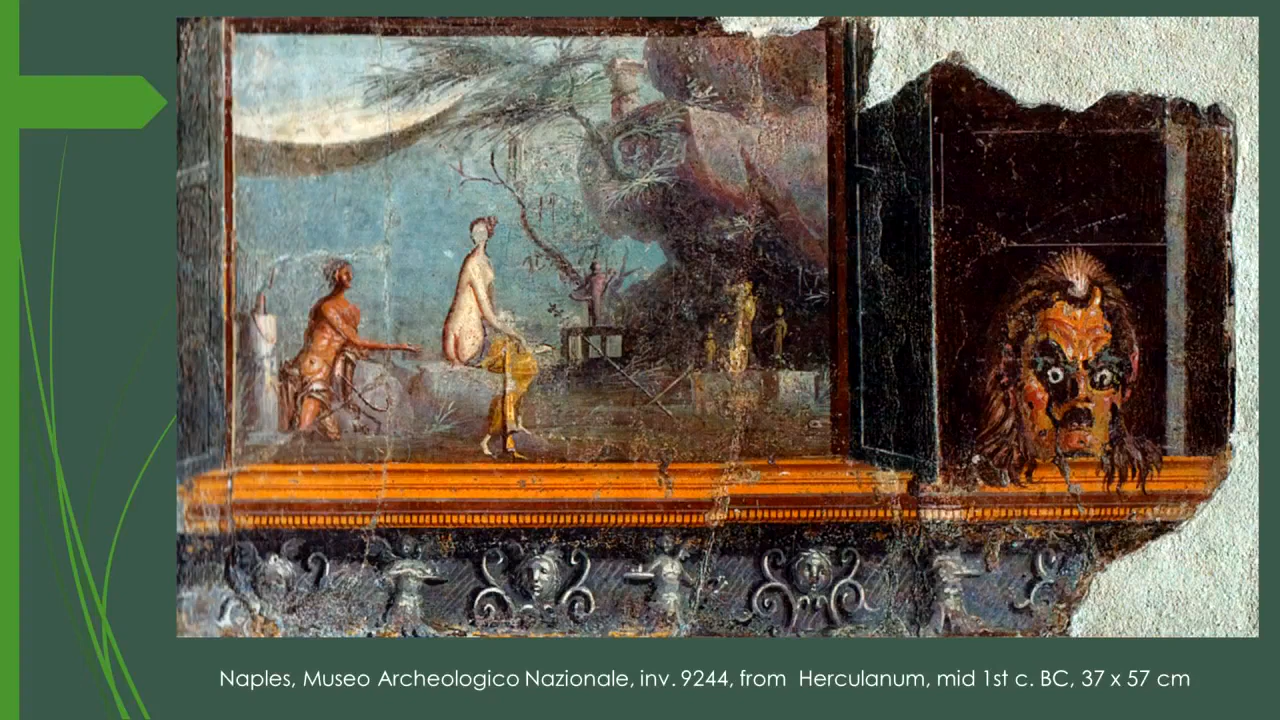 Naples, Museo Archeologico Nazionale, inv. 9244, from  Herculanum, mid 1st c. BC, 37 x 57 cm